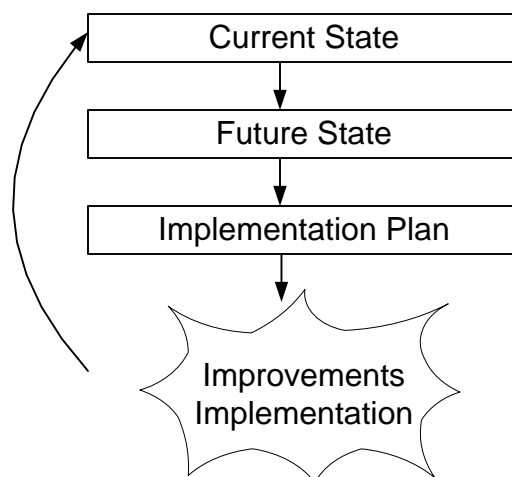 Current State
Future State
Implementation Plan
Improvements
Implementation